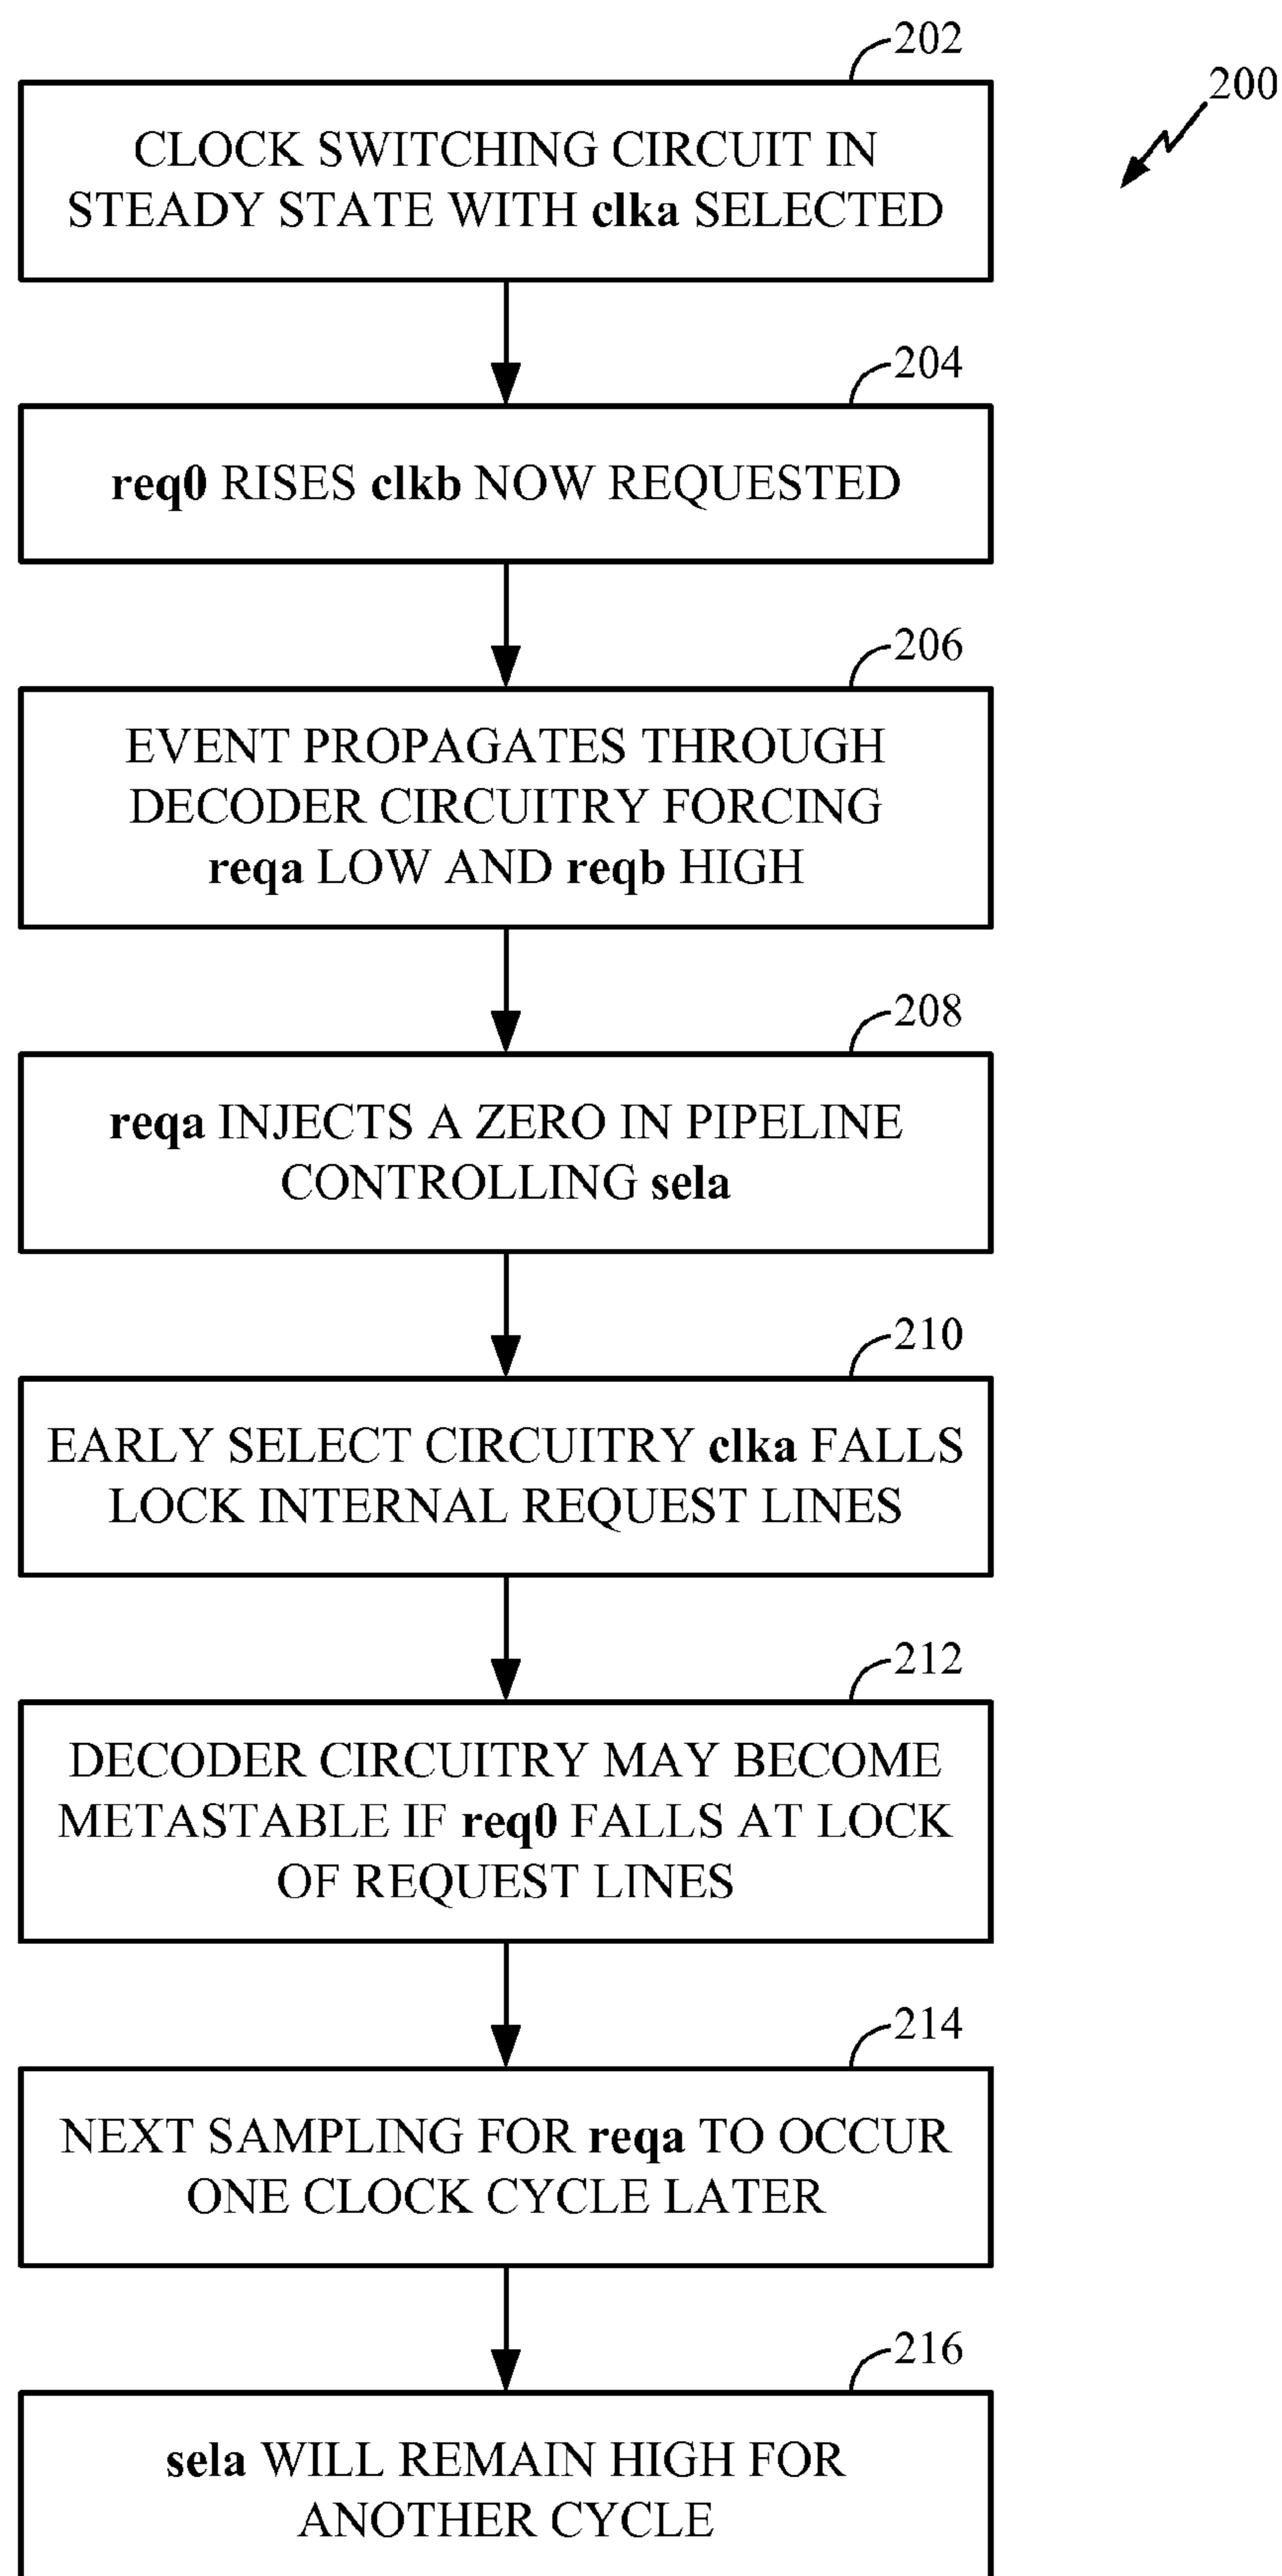 202
200
CLOCK SWITCHING CIRCUIT IN
STEADY STATE WITH clka SELECTED
204
req0 RISES clkb NOW REQUESTED
206
EVENT PROPAGATES THROUGH
DECODER CIRCUITRY FORCING
reqa LOW AND reqb HIGH
208
reqa INJECTS A ZERO IN PIPELINE
CONTROLLING sela
210
EARLY SELECT CIRCUITRY clka FALLS
LOCK INTERNAL REQUEST LINES
212
DECODER CIRCUITRY MAY BECOME
METASTABLE IF req0 FALLS AT LOCK
OF REQUEST LINES
214
NEXT SAMPLING FOR reqa TO OCCUR
ONE CLOCK CYCLE LATER
216
sela WILL REMAIN HIGH FOR
ANOTHER CYCLE